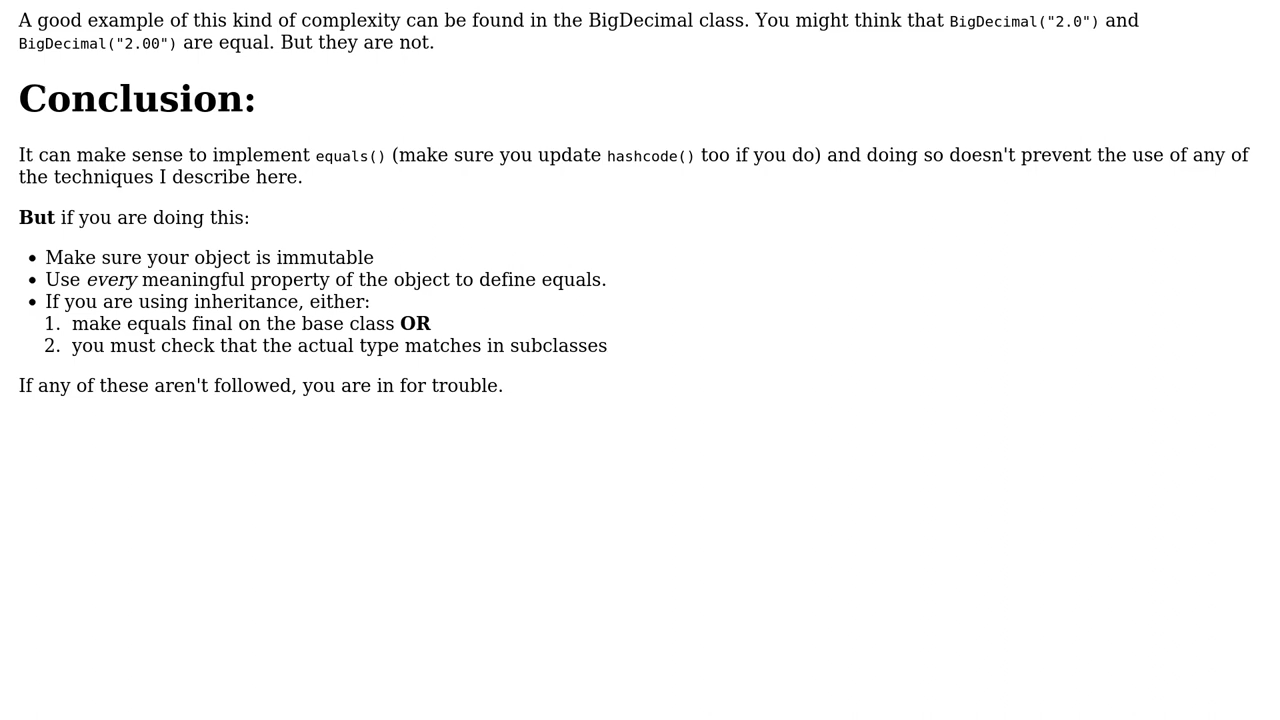 A good example of this kind of complexity can be found in the BigDecimal class. You might think that BigDecimal("2.0") and
BigDecimal("2.00") are equal. But they are not.
Conclusion:
It can make sense to implement equals() (make sure you update hashcode() too if you do) and doing so doesn't prevent the use of any of
the techniques I describe here.
But if you are doing this:
• Make sure your object is immutable
• Use every meaningful property of the object to define equals.
• If you are using inheritance, either:
1. make equals final on the base class OR
2. you must check that the actual type matches in subclasses
If any of these aren't followed, you are in for trouble.